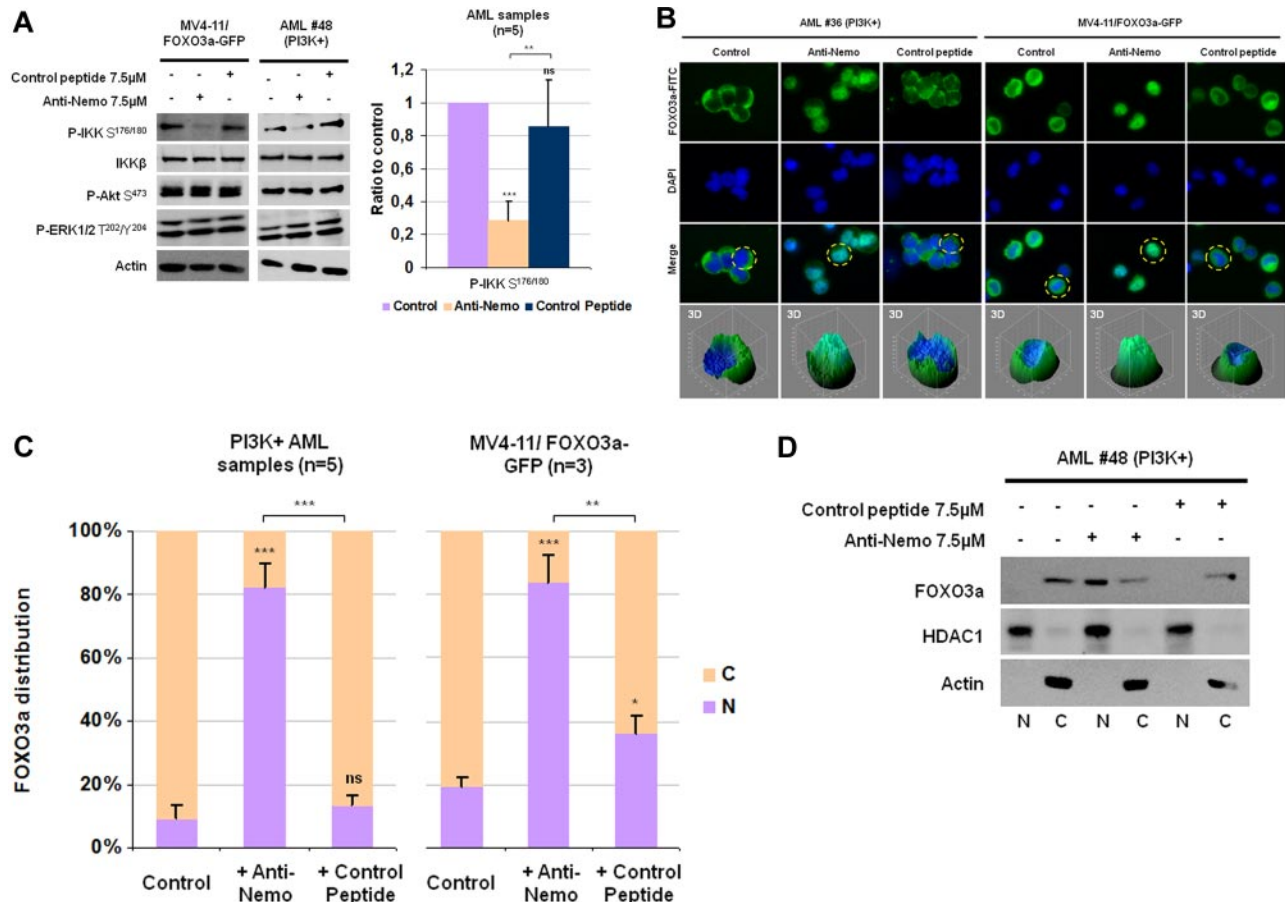 A
MV4-11/
FOXO3a-GFP
AML #48
(PI3K+)
Control peptide 7.5µM - - + - - +
Anti-Nemo 7.5µM - + - - + -
P-IKK S176/180
IKKβ
P-Akt S473
P-ERK1/2 T202/Y204
Actin
AML samples
(n=5)
**
ns
***
1,2
1
0,8
0,6
0,4
0,2
0
Ratio to control
P-IKK S176/180
Control Anti-Nemo Control Peptide
B
AML #36 (PI3K+) MV4-11/FOXO3a-GFP
Control Anti-Nemo Control peptide Control Anti-Nemo Control peptide
FOXO3a-FITC
DAPI
Merge
3D 3D 3D 3D 3D 3D
C
PI3K+ AML
samples (n=5)
MV4-11/ FOXO3a-
GFP (n=3)
*** **
100%
80%
60%
40%
20%
0%
*** ns *** *
FOXO3a distribution
C
N
Control + Anti-
Nemo + Control
Peptide
Control + Anti-
Nemo + Control
Peptide
D
AML #48 (PI3K+)
Control peptide 7.5µM - - - - + +
Anti-Nemo 7.5µM - - + + - -
FOXO3a
HDAC1
Actin
N C N C N C